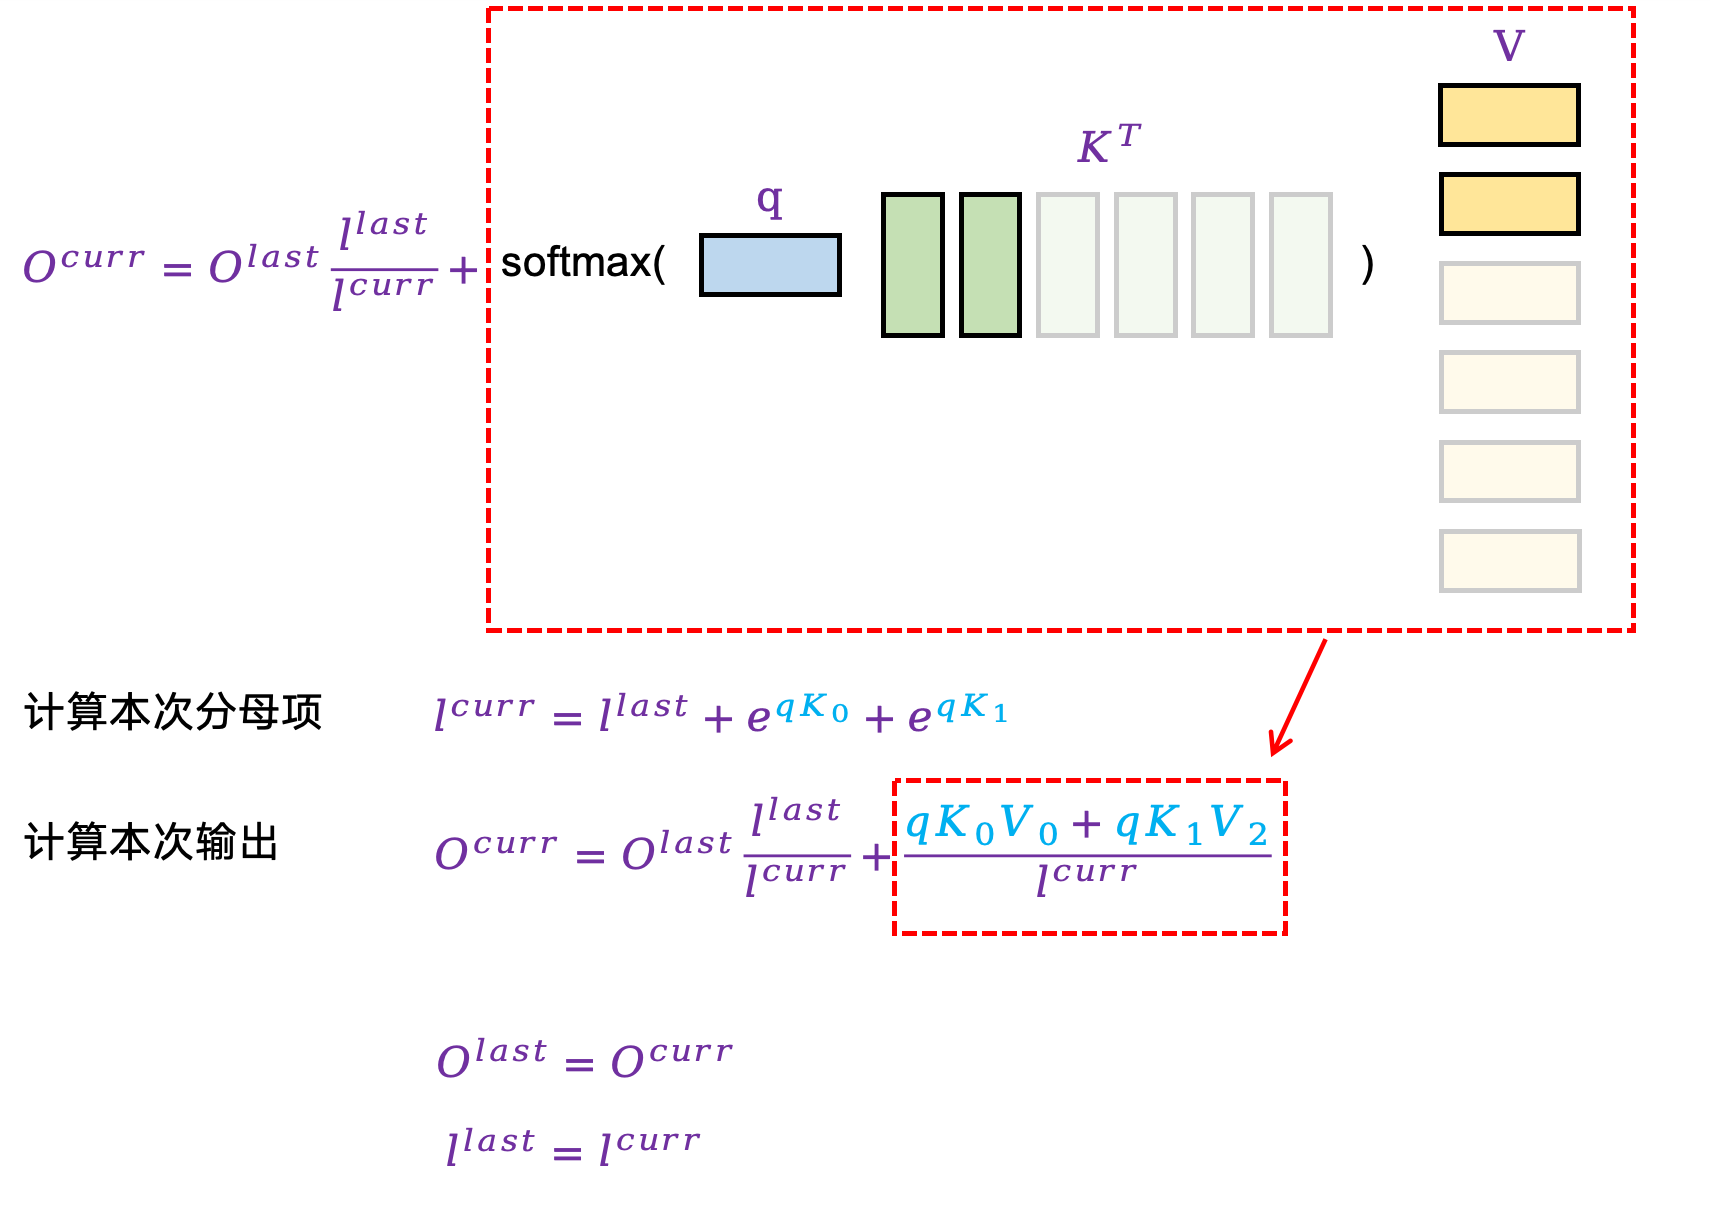 V
K^T
q
O^{curr} = O^{last} \frac{l^{last}}{l^{curr}} + softmax( )
计算本次分母项 l^{curr} = l^{last} + e^{qK_0} + e^{qK_1}
计算本次输出 O^{curr} = O^{last} \frac{l^{last}}{l^{curr}} + \frac{qK_0V_0 + qK_1V_2}{l^{curr}}
O^{last} = O^{curr}
l^{last} = l^{curr}